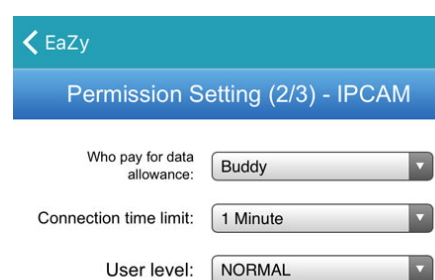 EaZy
Permission Setting (2/3) - IPCAM
Who pay for data
allowance:
Buddy
Connection time limit:
1 Minute
User level:
NORMAL